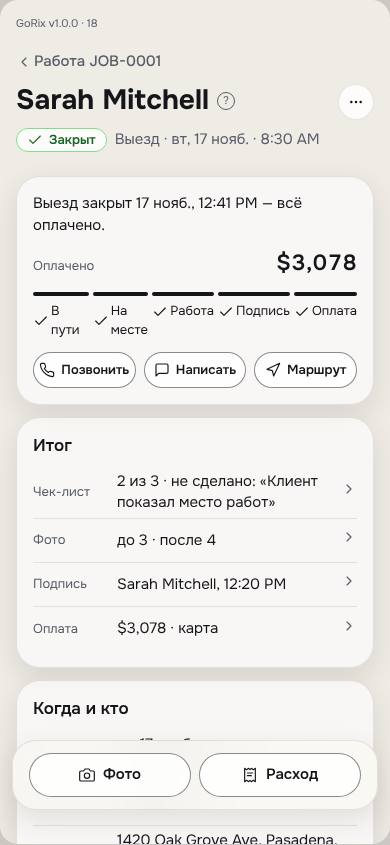 GoRix v1.0.0 · 18
Работа JOB-0001
Sarah Mitchell ?
Закрыт Выезд · вт, 17 нояб. · 8:30 AM
Выезд закрыт 17 нояб., 12:41 PM — всё
оплачено.
Оплачено $3,078
В пути
На месте
Работа
Подпись
Оплата
Позвонить Написать Маршрут
Итог
Чек-лист 2 из 3 · не сделано: «Клиент
показал место работ»
Фото до 3 · после 4
Подпись Sarah Mitchell, 12:20 PM
Оплата $3,078 · карта
Когда и кто
Фото Расход
1420 Oak Grove Ave, Pasadena,